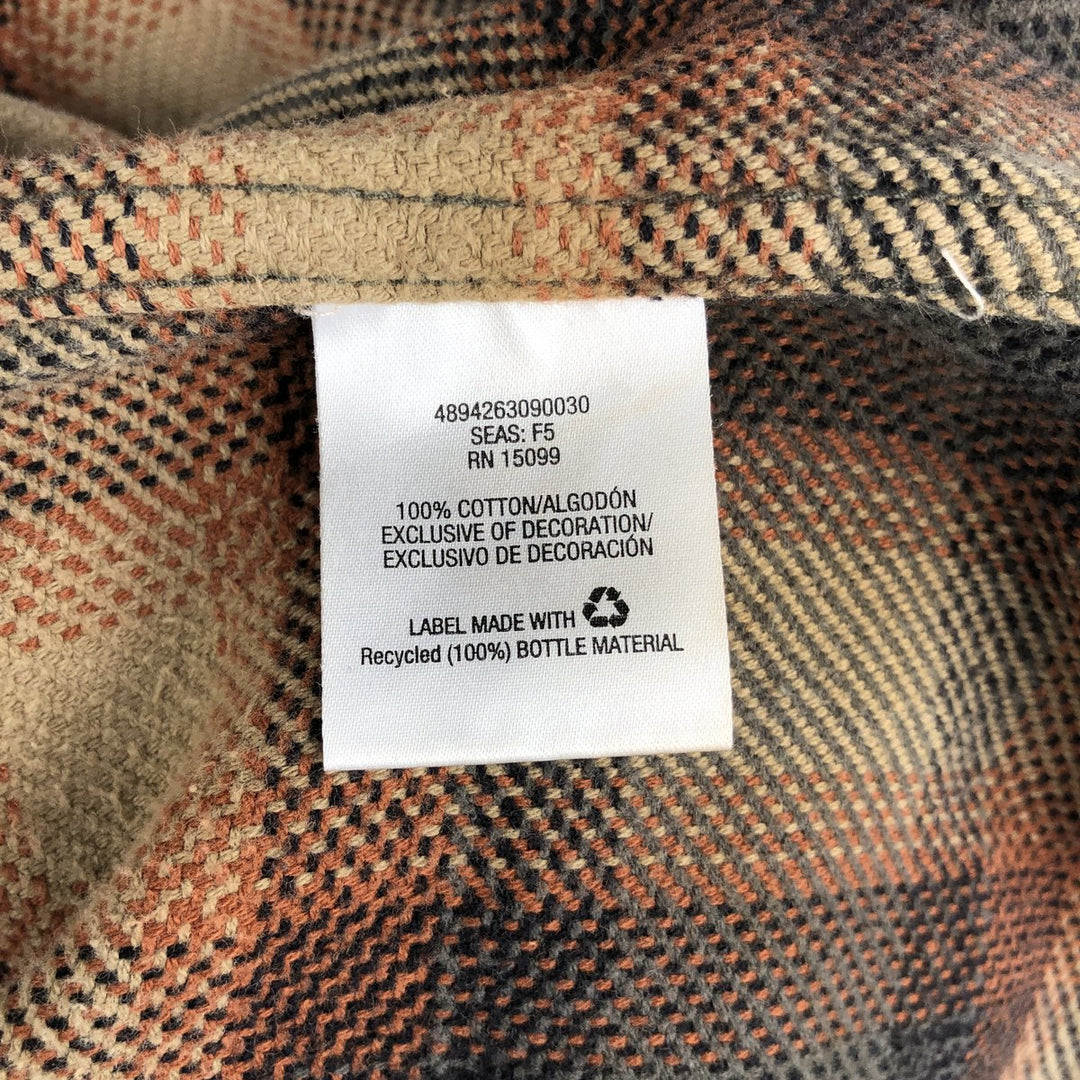 4894263090030
SEAS: F5
RN 15099
100% COTTON/ALGODÓN
EXCLUSIVE OF DECORATION/
EXCLUSIVO DE DECORACIÓN
LABEL MADE WITH
Recycled (100%) BOTTLE MATERIAL